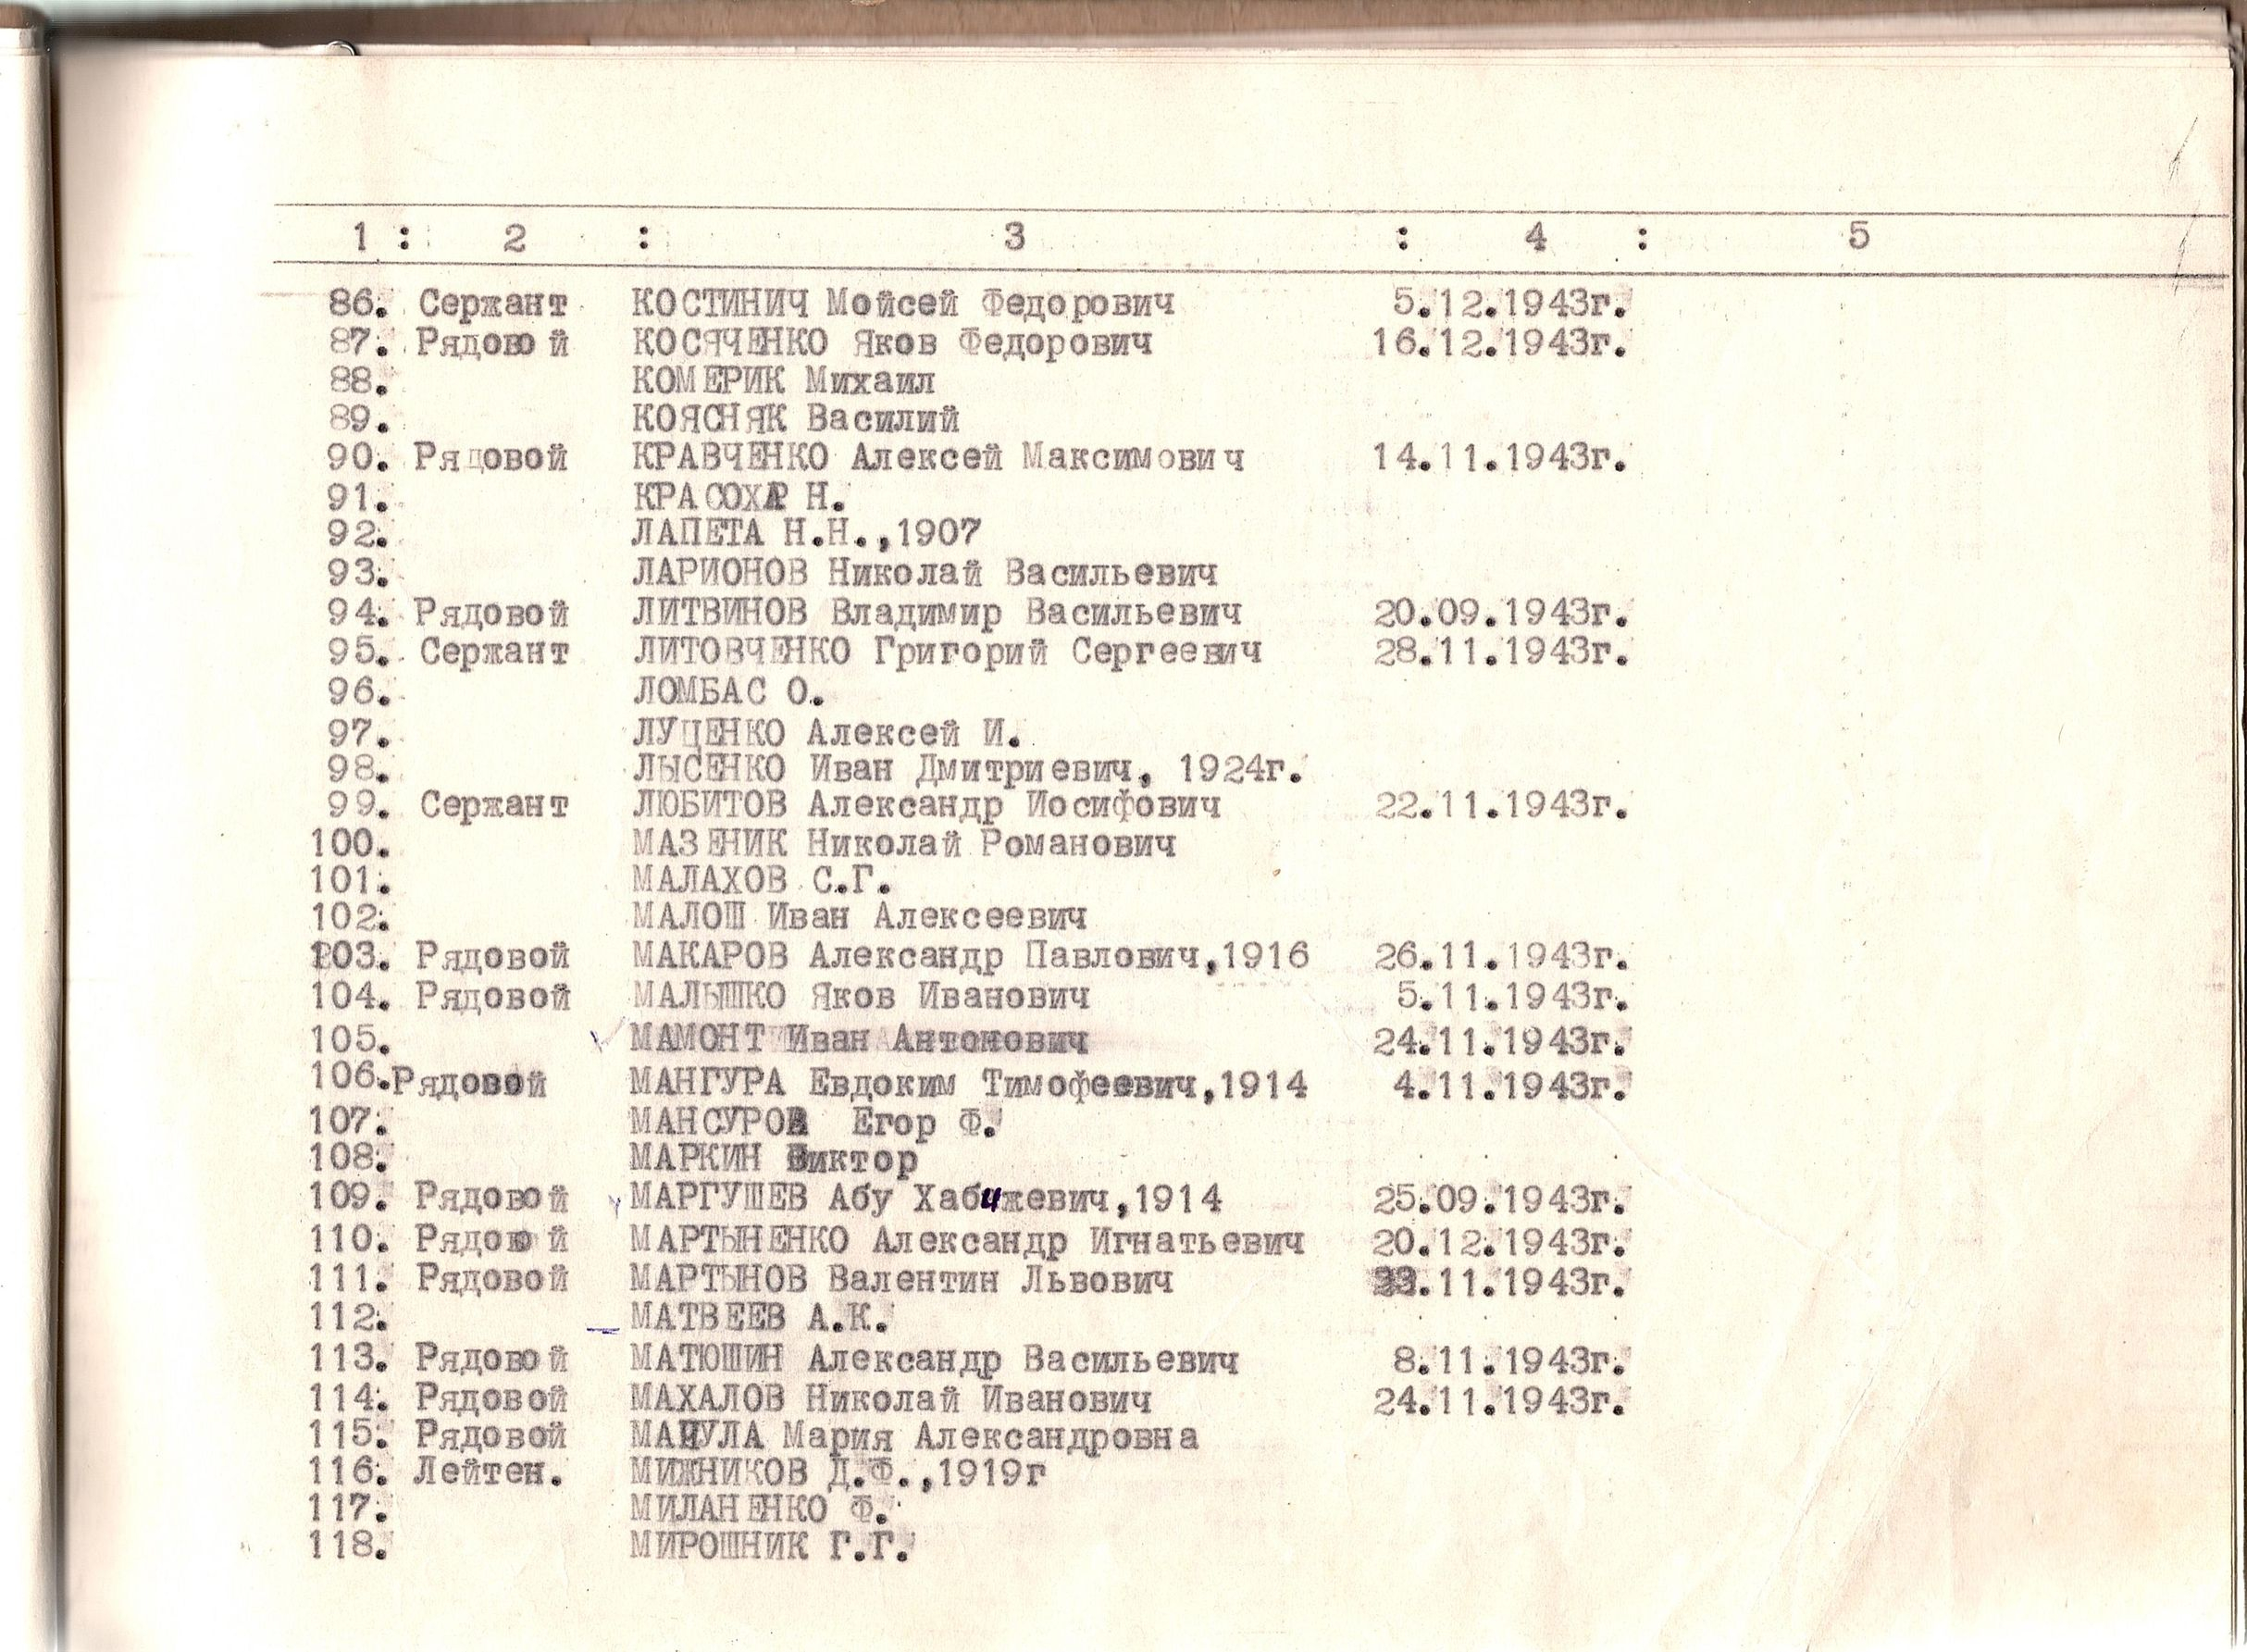 1 : 2 : 3 : 4 : 5
86. Сержант КОСТИНИЧ Мойсей Федорович 5.12.1943г.
87. Рядовой КОСЯЧЕНКО Яков Федорович 16.12.1943г.
88. КОМЕРИК Михаил
89. КОЯСНЯК Василий
90. Рядовой КРАВЧЕНКО Алексей Максимович 14.11.1943г.
91. Н.
92. ЛАПЕТА Н.Н.,1907
93. ЛАРИОНОВ Николай Васильевич
94. Рядовой ЛИТВИНОВ Владимир Васильевич 20.09.1943г.
95. Сержант ЛИТОВЧЕНКО Григорий Сергеевич 28.11.1943г.
96. ЛОМБАС О.
97. ЛУЦЕНКО Алексей И.
98. ЛЫСЕНКО Иван Дмитриевич, 1924г.
99. Сержант ЛЮБИТОВ Александр Иосифович 22.11.1943г.
100. МАЗЕНИК Николай Романович
101. МАЛАХОВ С.Г.
102. МАЛОШ Иван Алексеевич
103. Рядовой МАКАРОВ Александр Павлович,1916 26.11.1943г.
104. Рядовой МАЛЫШКО Яков Иванович 5.11.1943г.
105. МАМОНТ Иван Антонович 24.11.1943г.
106. Рядовой МАНГУРА Евдоким Тимофеевич,1914 4.11.1943г.
107. МАНСУРОВ Егор Ф.
108. МАРКИН Виктор
109. Рядовой МАРГУШЕВ Абу Хабижевич,1914 25.09.1943г.
110. Рядовой МАРТЫНЕНКО Александр Игнатьевич 20.12.1943г.
111. Рядовой МАРТЫНОВ Валентин Львович
112. МАТВЕЕВ А.К.
113. Рядовой МАТЮШИН Александр Васильевич 8.11.1943г.
114. Рядовой МАХАЛОВ Николай Иванович 24.11.1943г.
115. Рядовой Мария Александровна
116. Лейтен. МИЖНИКОВ Д.Ф.,1919г
117. МИЛАНЕНКО Ф.
118. МИРОШНИК Г.Г.